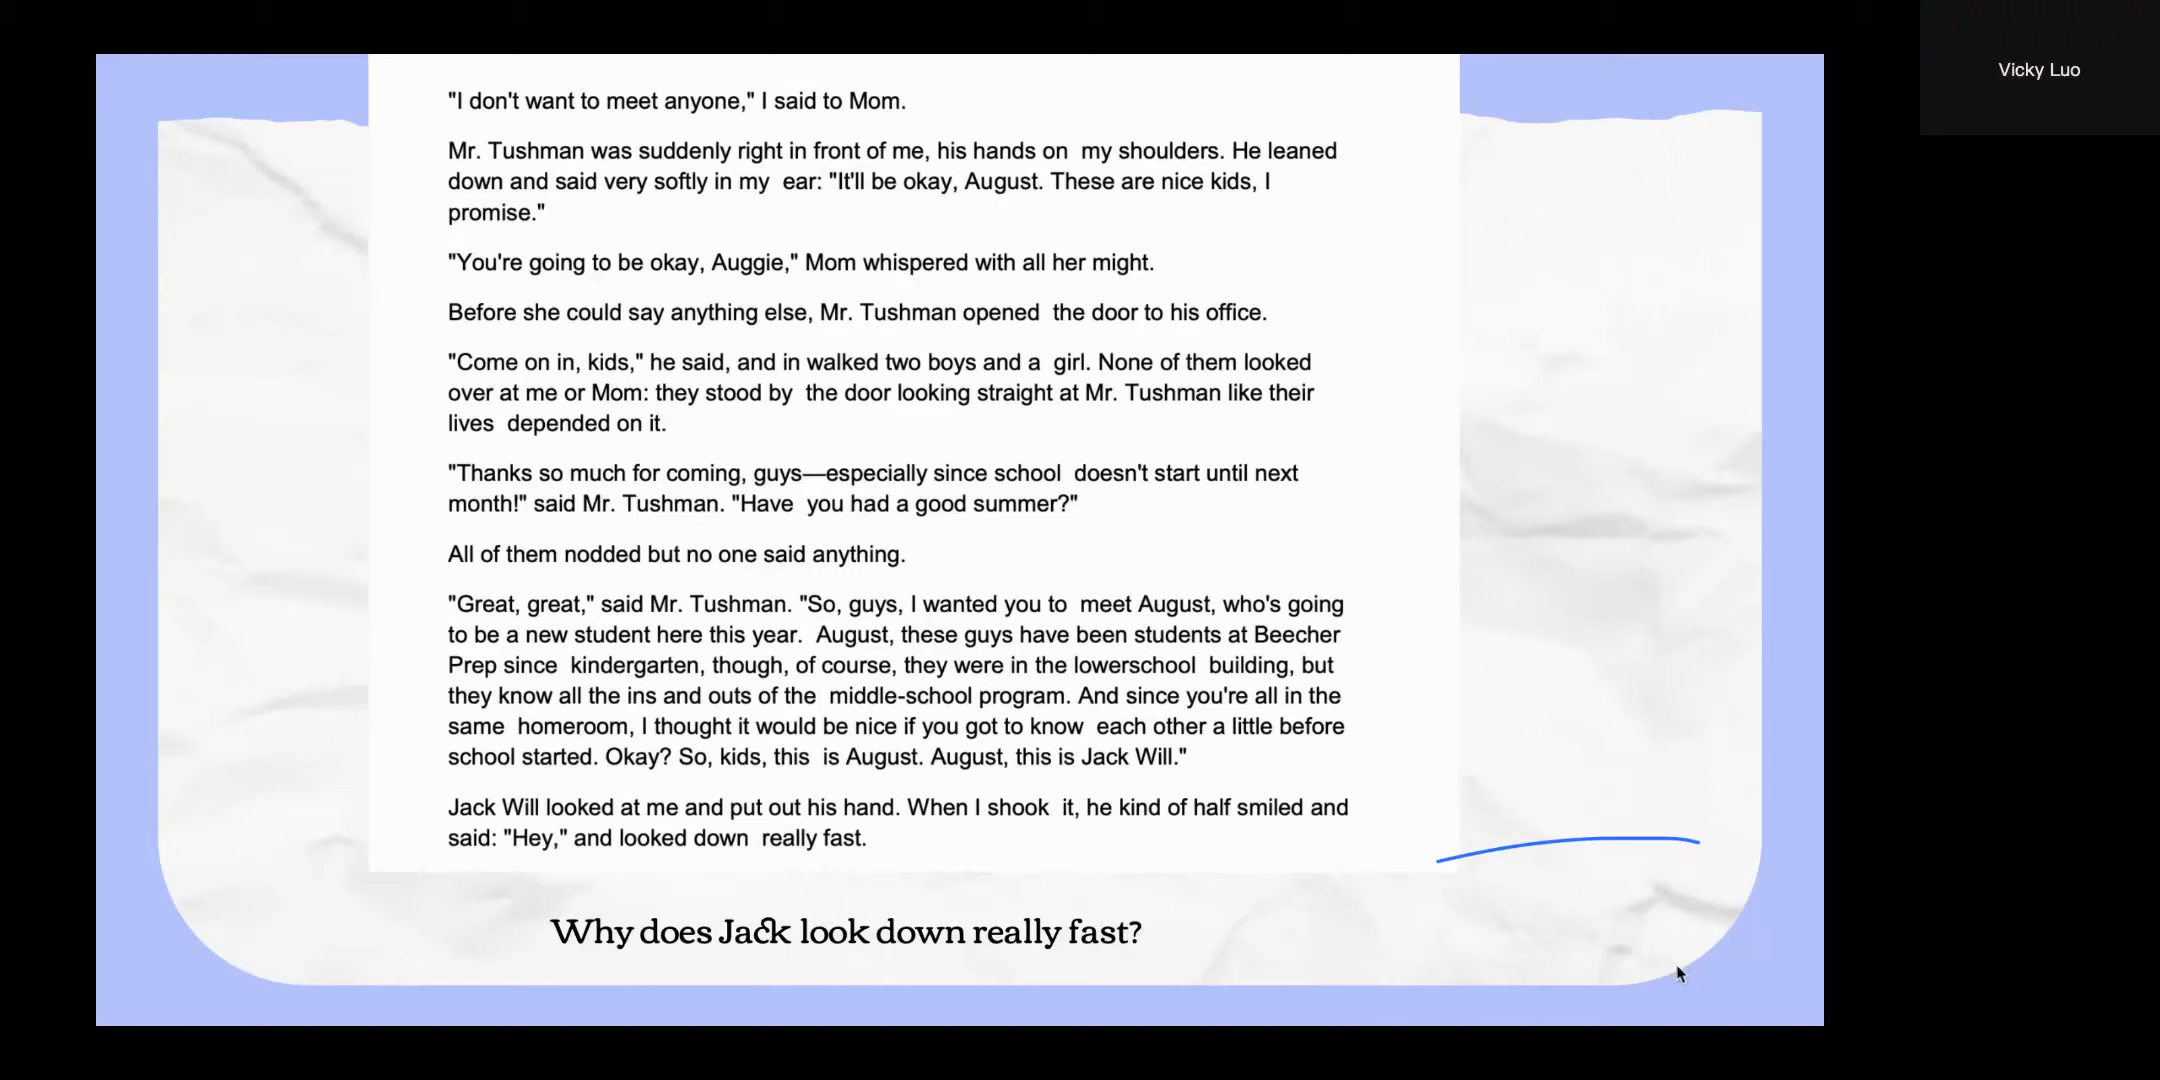 Vicky Luo
"I don't want to meet anyone," I said to Mom.
Mr. Tushman was suddenly right in front of me, his hands on my shoulders. He leaned
down and said very softly in my ear: "It'll be okay, August. These are nice kids, I
promise."
"You're going to be okay, Auggie," Mom whispered with all her might.
Before she could say anything else, Mr. Tushman opened the door to his office.
"Come on in, kids," he said, and in walked two boys and a girl. None of them looked
over at me or Mom: they stood by the door looking straight at Mr. Tushman like their
lives depended on it.
"Thanks so much for coming, guys—especially since school doesn't start until next
month!" said Mr. Tushman. "Have you had a good summer?"
All of them nodded but no one said anything.
"Great, great," said Mr. Tushman. "So, guys, I wanted you to meet August, who's going
to be a new student here this year. August, these guys have been students at Beecher
Prep since kindergarten, though, of course, they were in the lowerschool building, but
they know all the ins and outs of the middle-school program. And since you're all in the
same homeroom, I thought it would be nice if you got to know each other a little before
school started. Okay? So, kids, this is August. August, this is Jack Will."
Jack Will looked at me and put out his hand. When I shook it, he kind of half smiled and
said: "Hey," and looked down really fast.
Why does Jack look down really fast?